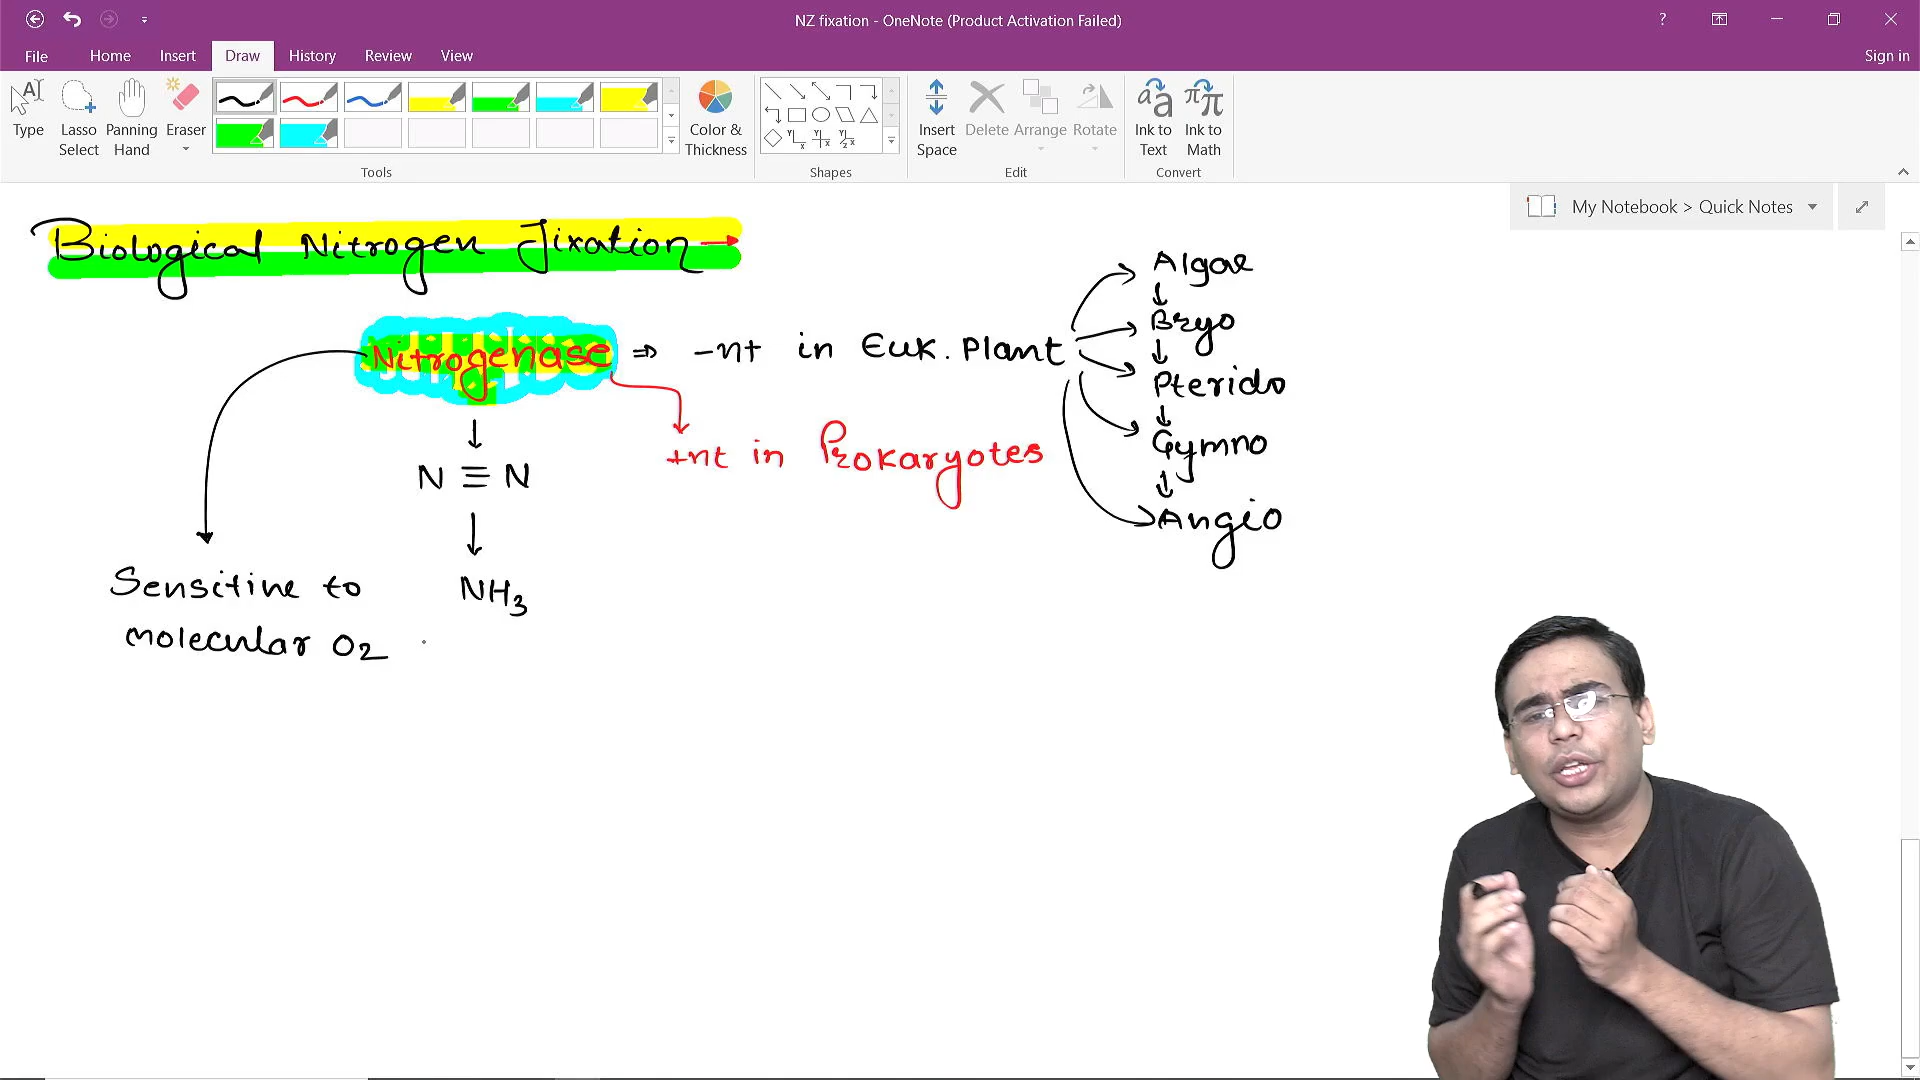 NZ fixation - OneNote (Product Activation Failed)
?
File Home Insert Draw History Review View
Sign in
Type
Lasso Select
Panning Hand
Eraser
Color & Thickness
Insert Space
Delete
Arrange
Rotate
Ink to Text
Ink to Math
Tools
Shapes
Edit
Convert
My Notebook > Quick Notes
Biological Nitrogen Fixation →
Nitrogenase ⇒ -nt in Euk. Plant
Algae
↓
Bryo
↓
Pterido
↓
Gymno
↓
Angio
+nt in Prokaryotes
↓
N ≡ N
↓
NH3
Sensitive to
molecular O2